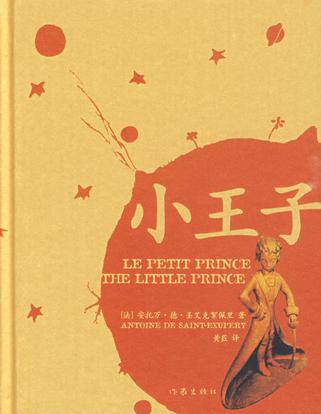 小王子
LE PETIT PRINCE
THE LITTLE PRINCE
[法] 安托万·德·圣艾克絮佩里 著
ANTOINE DE SAINT-EXUPERY
黄荭 译
作家出版社